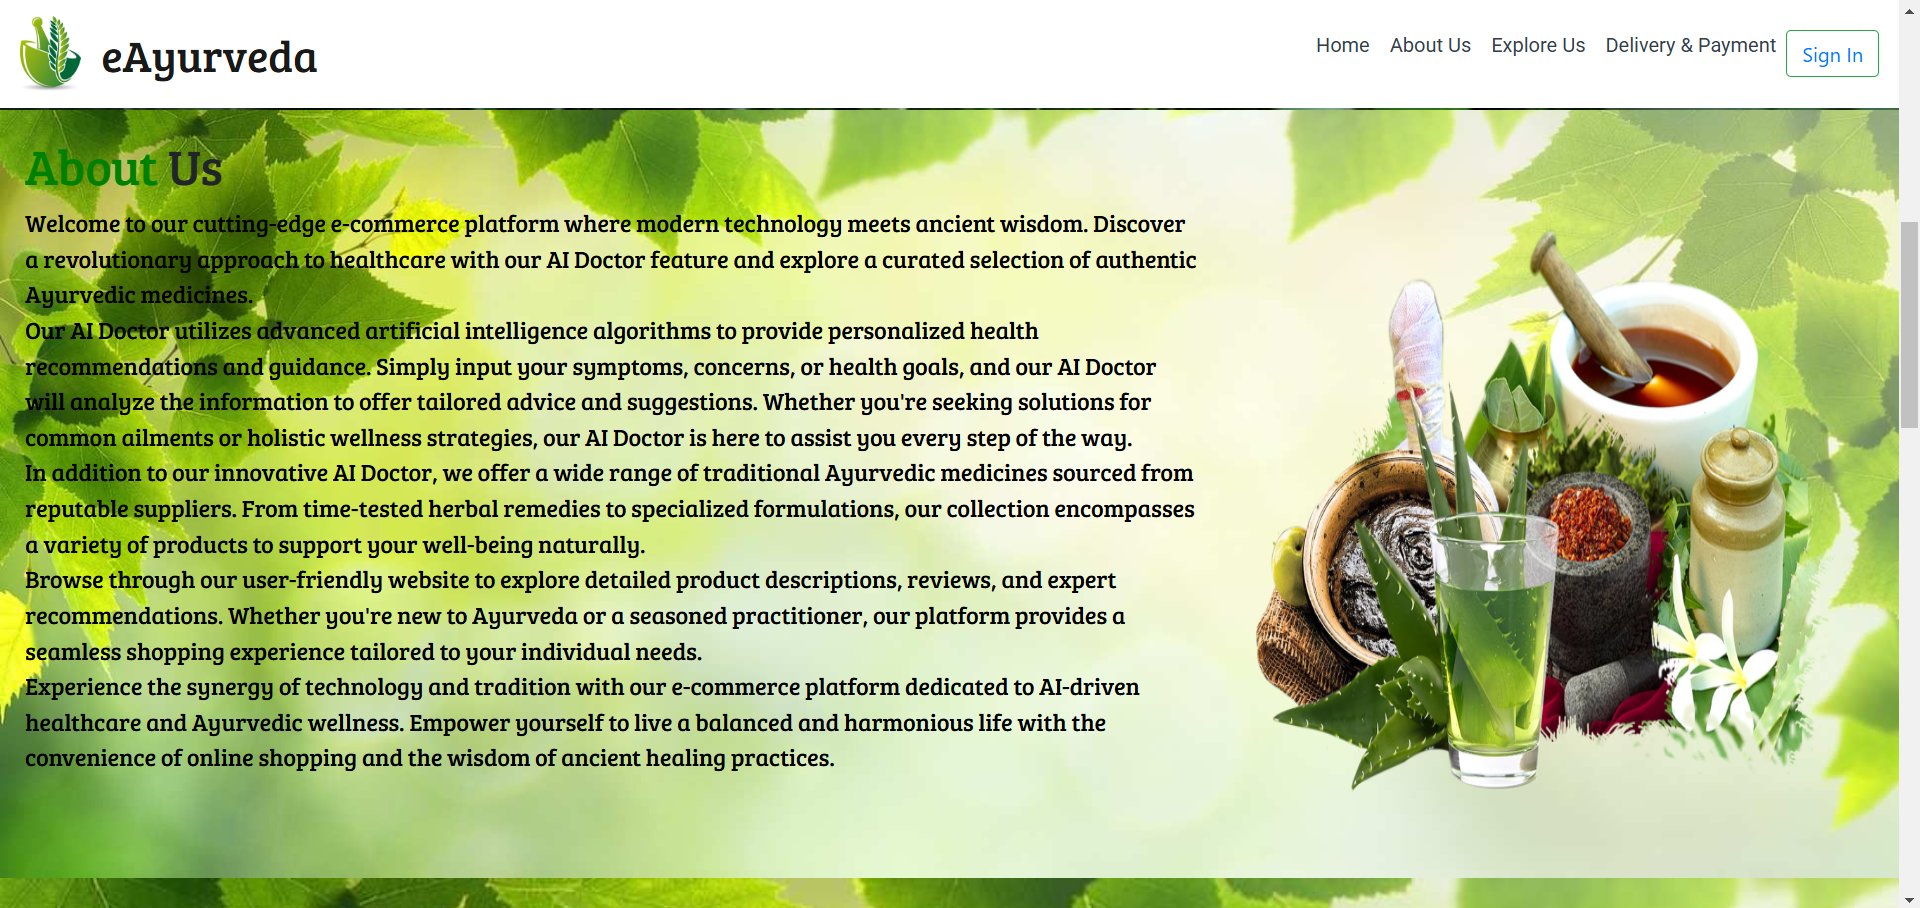 eAyurveda
Home About Us Explore Us Delivery & Payment Sign In
About Us
Welcome to our cutting-edge e-commerce platform where modern technology meets ancient wisdom. Discover
a revolutionary approach to healthcare with our AI Doctor feature and explore a curated selection of authentic
Ayurvedic medicines.
Our AI Doctor utilizes advanced artificial intelligence algorithms to provide personalized health
recommendations and guidance. Simply input your symptoms, concerns, or health goals, and our AI Doctor
will analyze the information to offer tailored advice and suggestions. Whether you're seeking solutions for
common ailments or holistic wellness strategies, our AI Doctor is here to assist you every step of the way.
In addition to our innovative AI Doctor, we offer a wide range of traditional Ayurvedic medicines sourced from
reputable suppliers. From time-tested herbal remedies to specialized formulations, our collection encompasses
a variety of products to support your well-being naturally.
Browse through our user-friendly website to explore detailed product descriptions, reviews, and expert
recommendations. Whether you're new to Ayurveda or a seasoned practitioner, our platform provides a
seamless shopping experience tailored to your individual needs.
Experience the synergy of technology and tradition with our e-commerce platform dedicated to AI-driven
healthcare and Ayurvedic wellness. Empower yourself to live a balanced and harmonious life with the
convenience of online shopping and the wisdom of ancient healing practices.